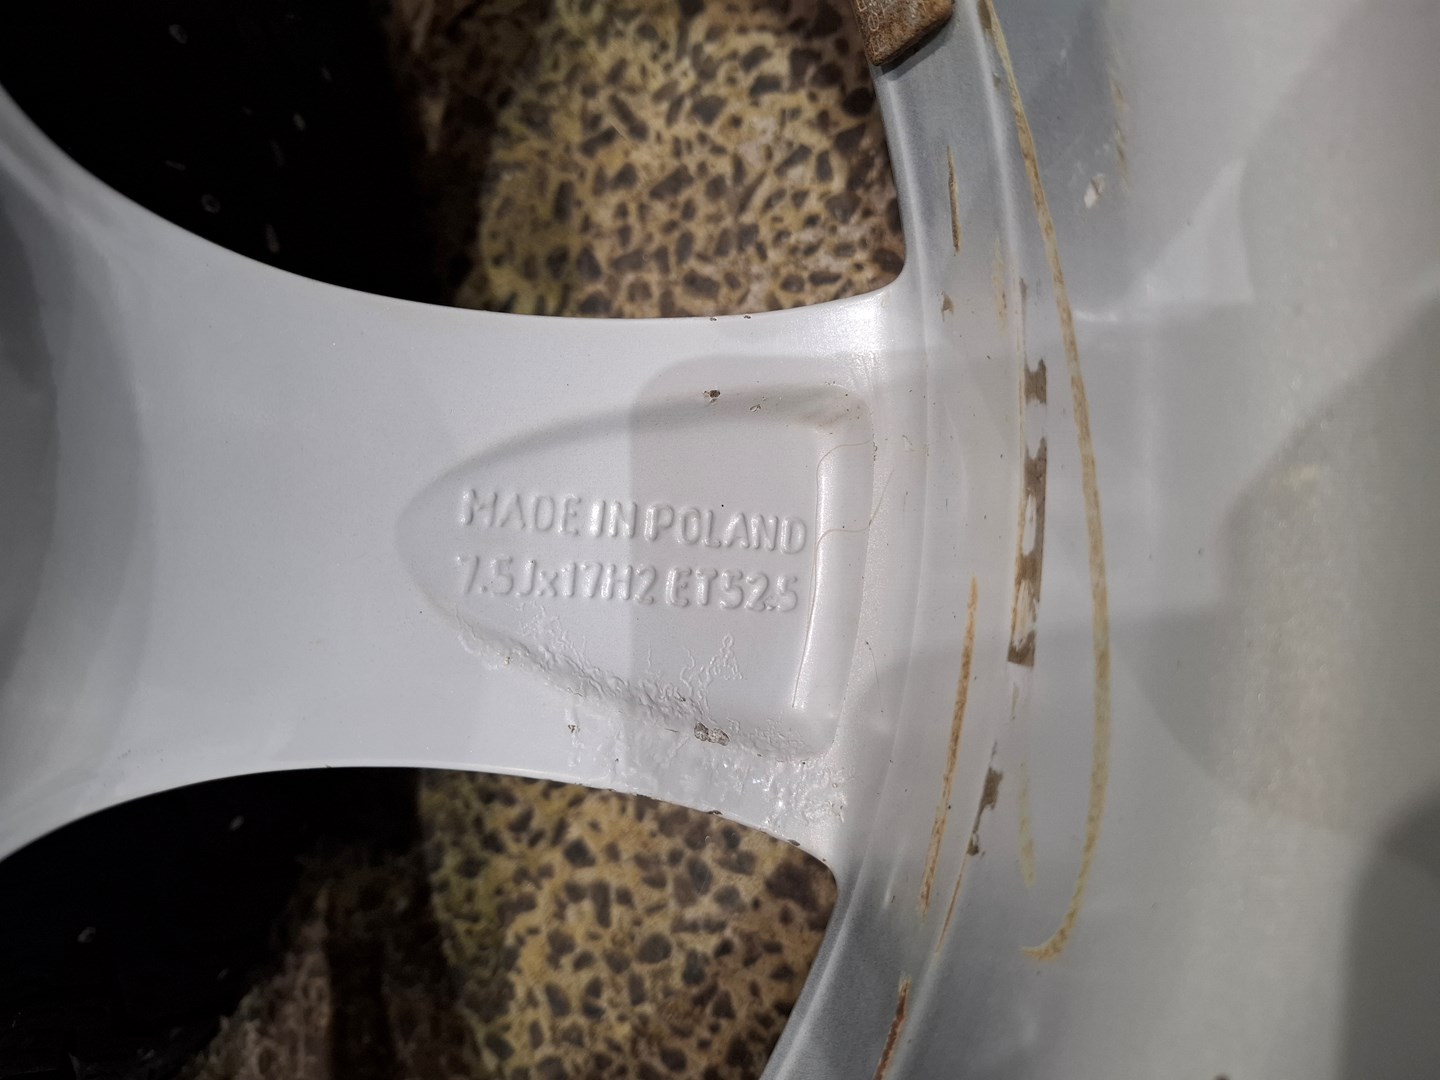 MADE IN POLAND
7.5Jx17H2 ET52.5